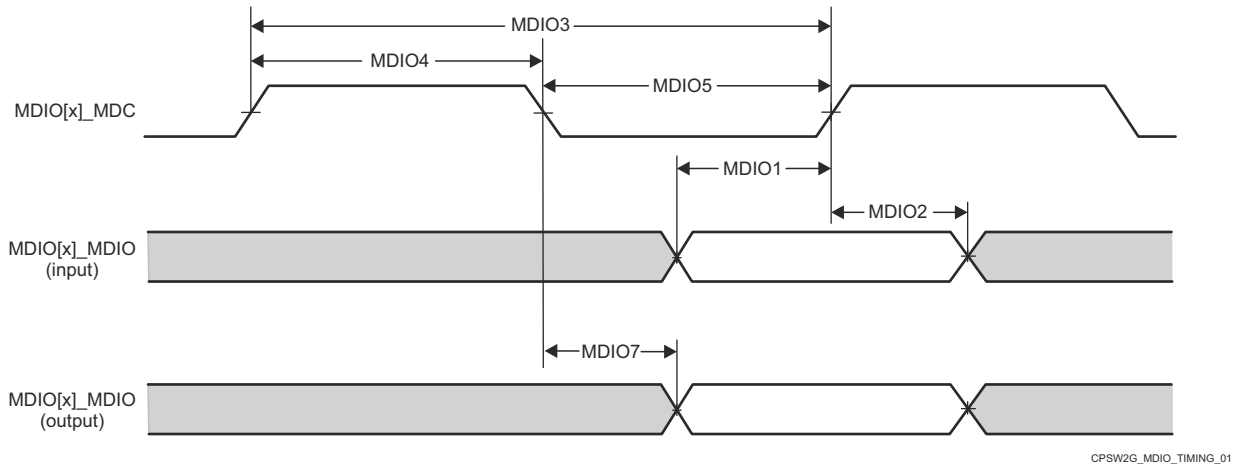 MDIO3
MDIO4
MDIO5
MDIO[x]_MDC
MDIO1
MDIO2
MDIO[x]_MDIO
(input)
MDIO7
MDIO[x]_MDIO
(output)
CPSW2G_MDIO_TIMING_01